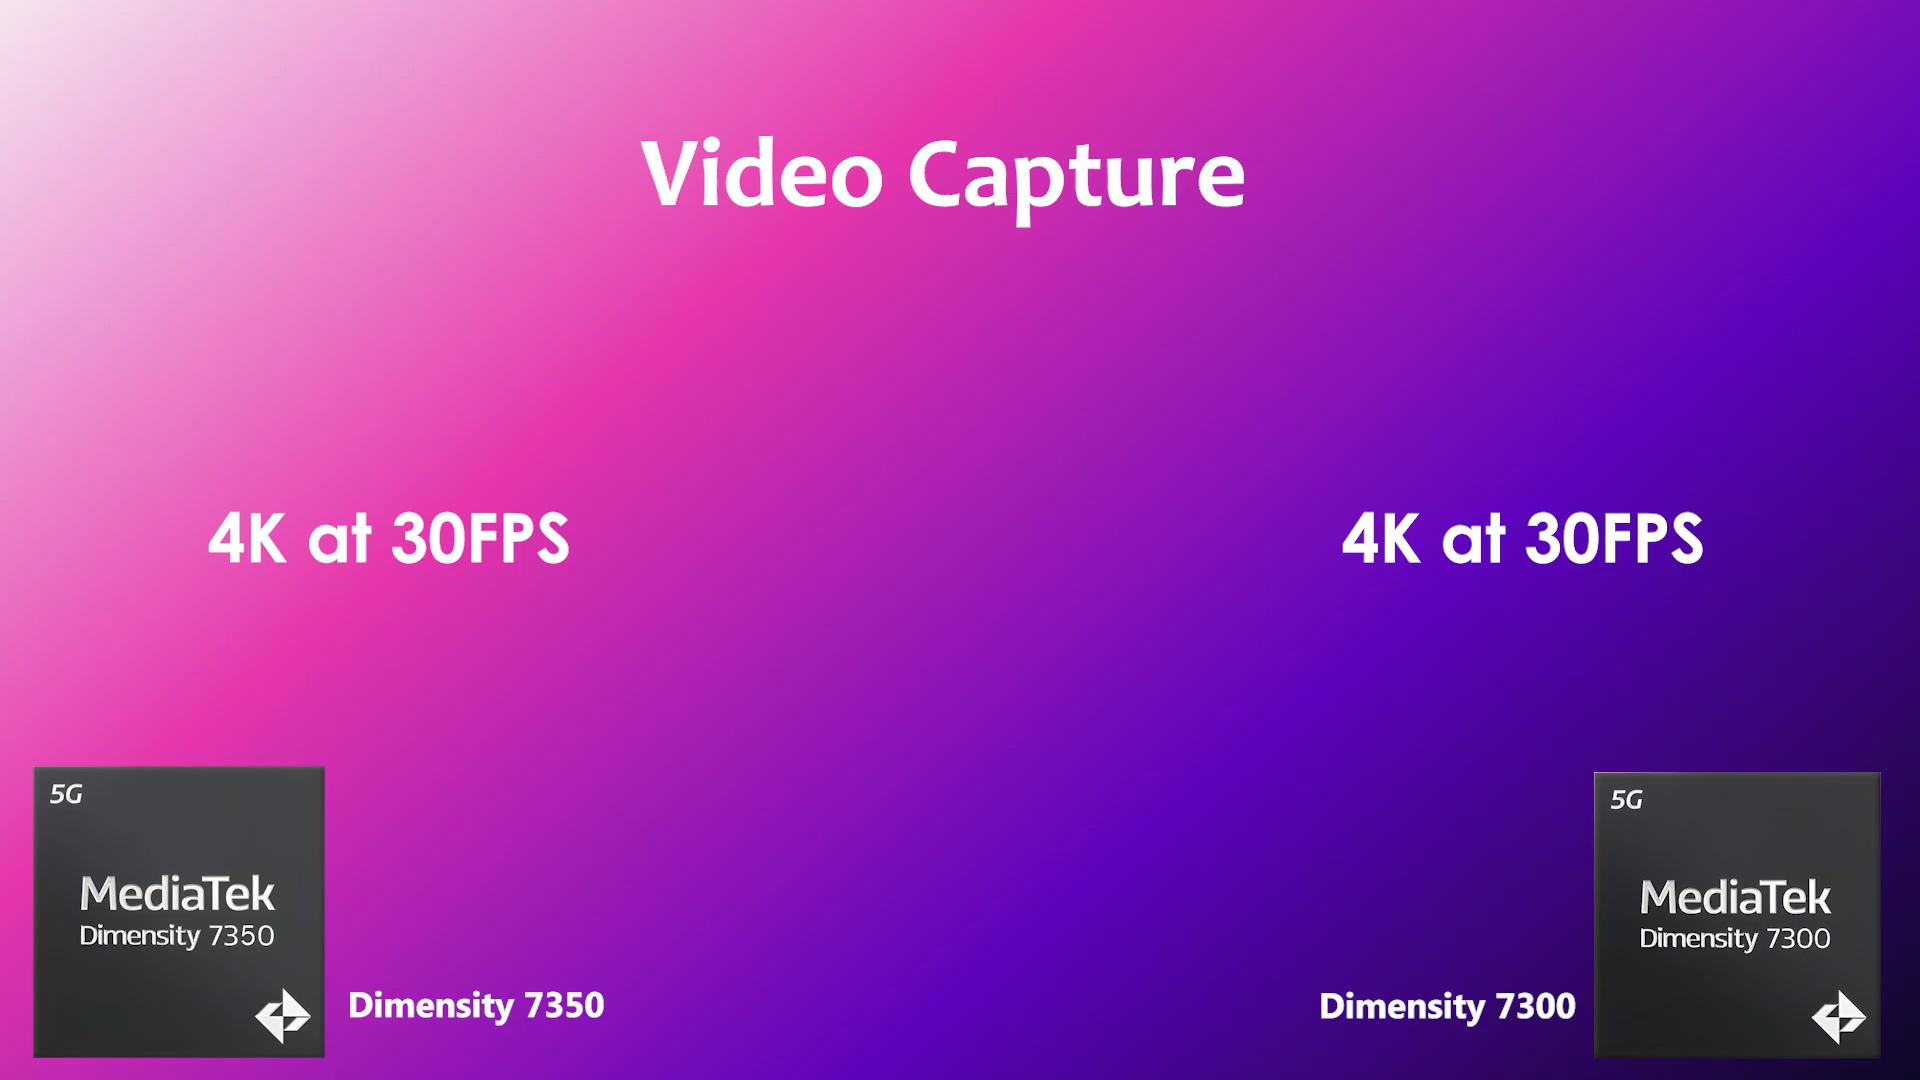 Video Capture
4K at 30FPS
4K at 30FPS
5G
MediaTek
Dimensity 7350
Dimensity 7350
Dimensity 7300
5G
MediaTek
Dimensity 7300